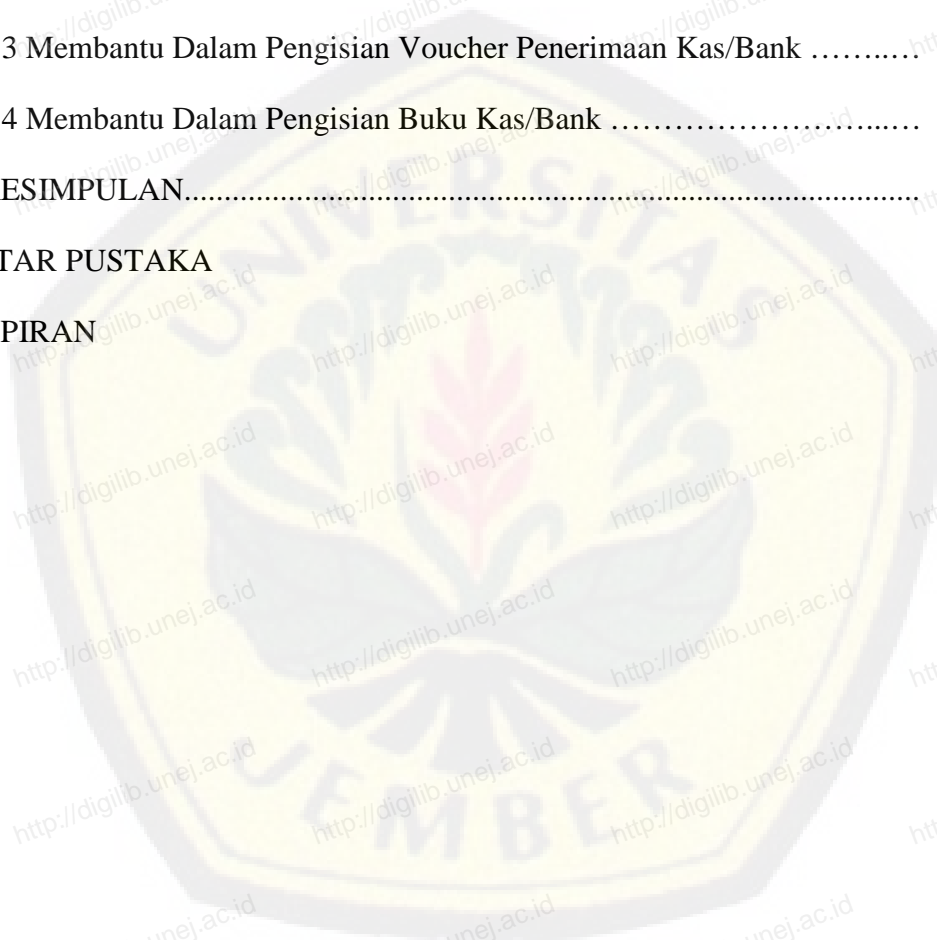 3 Membantu Dalam Pengisian Voucher Penerimaan Kas/Bank ……..…
4 Membantu Dalam Pengisian Buku Kas/Bank ……………………..…
ESIMPULAN............................................................................................
TAR PUSTAKA
PIRAN
UNIVERSITAS
JEMBER
http://digilib.unej.ac.id